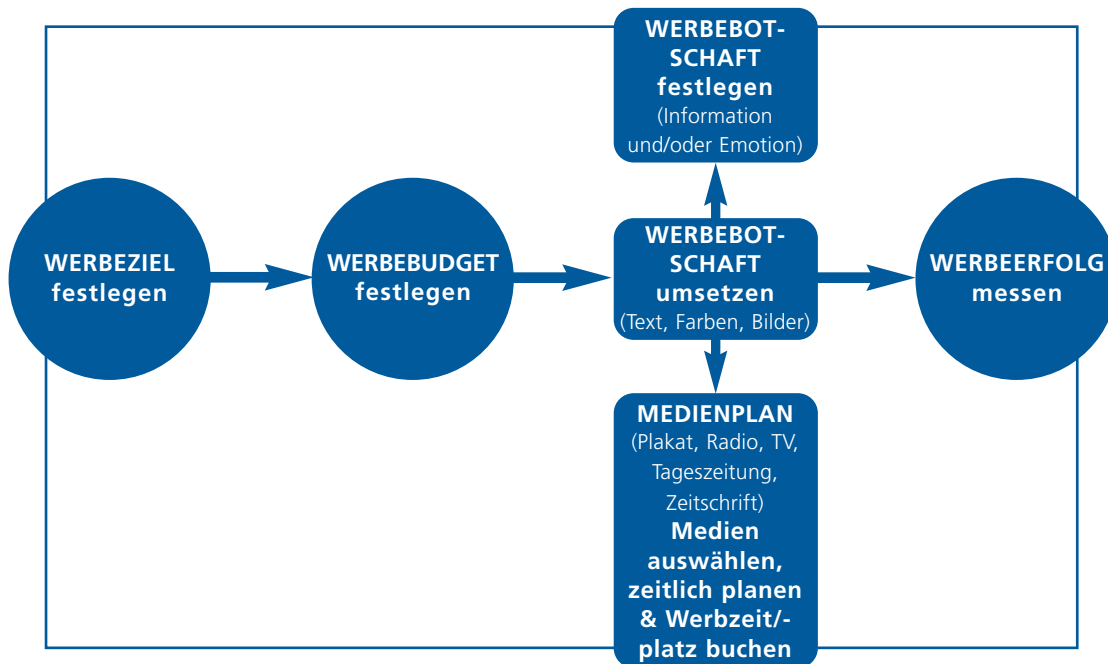 WERBEBOT-
SCHAFT
festlegen
(Information
und/oder Emotion)
WERBEZIEL
festlegen
WERBEBUDGET
festlegen
WERBEBOT-
SCHAFT
umsetzen
(Text, Farben, Bilder)
WERBEERFOLG
messen
MEDIENPLAN
(Plakat, Radio, TV,
Tageszeitung,
Zeitschrift)
Medien
auswählen,
zeitlich planen
& Werbzeit/-
platz buchen